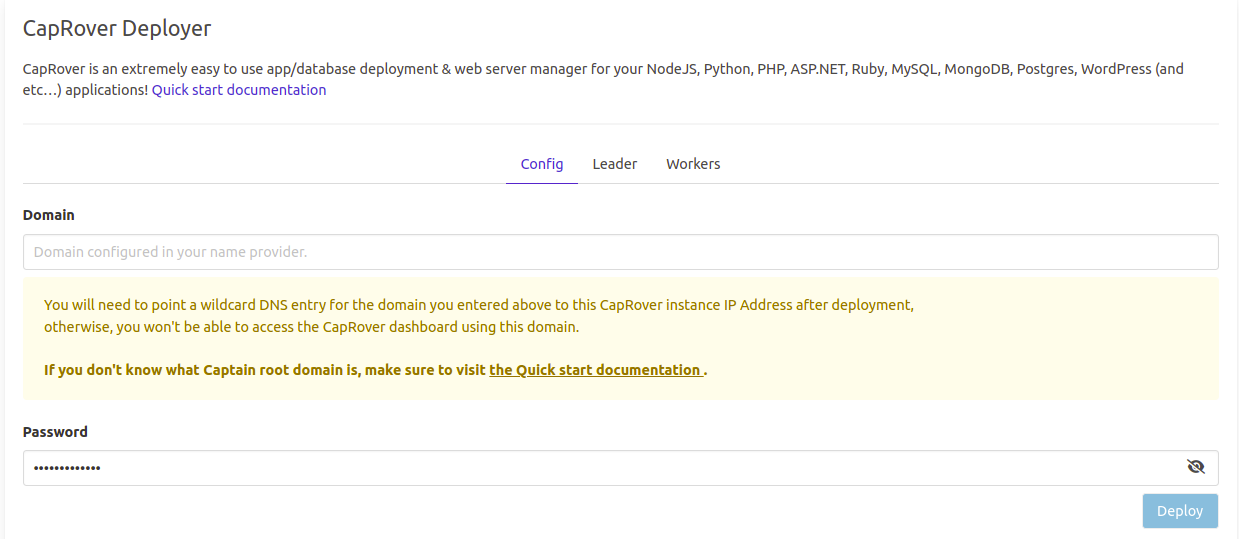 CapRover Deployer
CapRover is an extremely easy to use app/database deployment & web server manager for your NodeJS, Python, PHP, ASP.NET, Ruby, MySQL, MongoDB, Postgres, WordPress (and
etc...) applications! Quick start documentation
Config Leader Workers
Domain
Domain configured in your name provider.
You will need to point a wildcard DNS entry for the domain you entered above to this CapRover instance IP Address after deployment,
otherwise, you won't be able to access the CapRover dashboard using this domain.
If you don't know what Captain root domain is, make sure to visit the Quick start documentation .
Password
•••••••••••••
Deploy